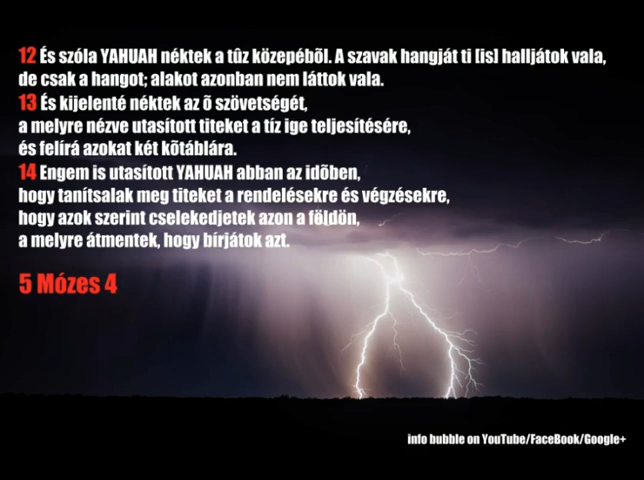 12 És szóla YAHUAH néktek a tûz közepébõl. A szavak hangját ti [is] halljátok vala,
de csak a hangot; alakot azonban nem láttok vala.
13 És kijelenté néktek az õ szövetségét,
a melyre nézve utasított titeket a tíz ige teljesítésére,
és felírá azokat két kõtáblára.
14 Engem is utasított YAHUAH abban az idõben,
hogy tanítsalak meg titeket a rendelésekre és végzésekre,
hogy azok szerint cselekedjetek azon a földön,
a melyre átmentek, hogy bírjátok azt.
5 Mózes 4
info bubble on YouTube/FaceBook/Google+